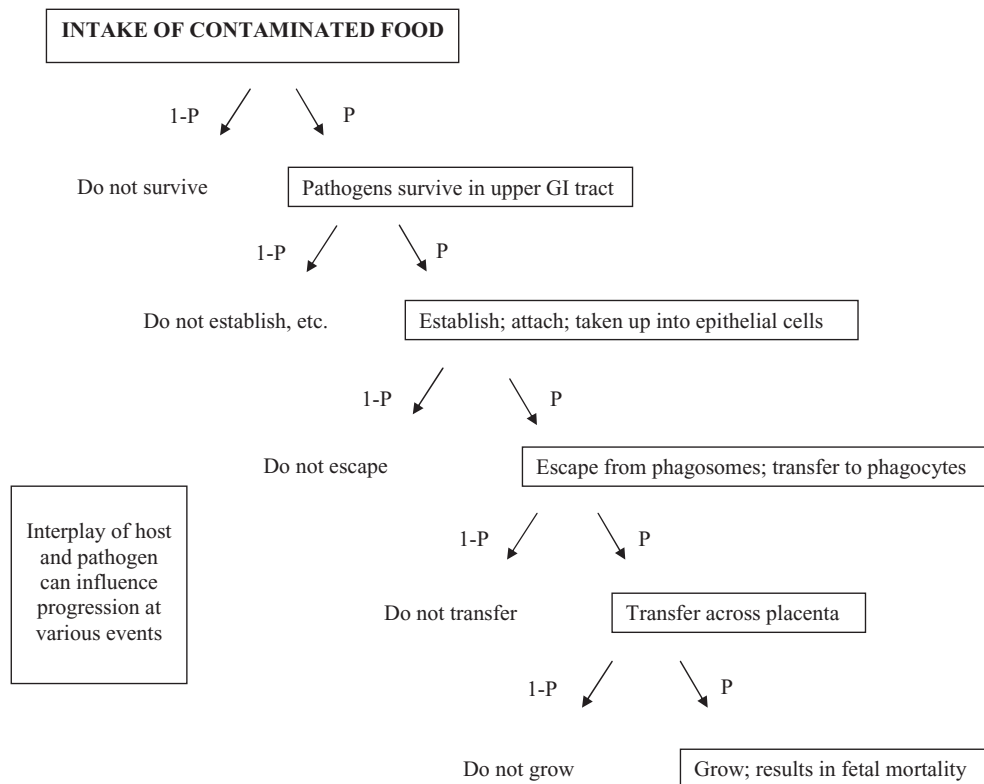 INTAKE OF CONTAMINATED FOOD
1-P
P
Do not survive
Pathogens survive in upper GI tract
1-P
P
Do not establish, etc.
Establish; attach; taken up into epithelial cells
1-P
P
Do not escape
Escape from phagosomes; transfer to phagocytes
Interplay of host
and pathogen
can influence
progression at
various events
1-P
P
Do not transfer
Transfer across placenta
1-P
P
Do not grow
Grow; results in fetal mortality